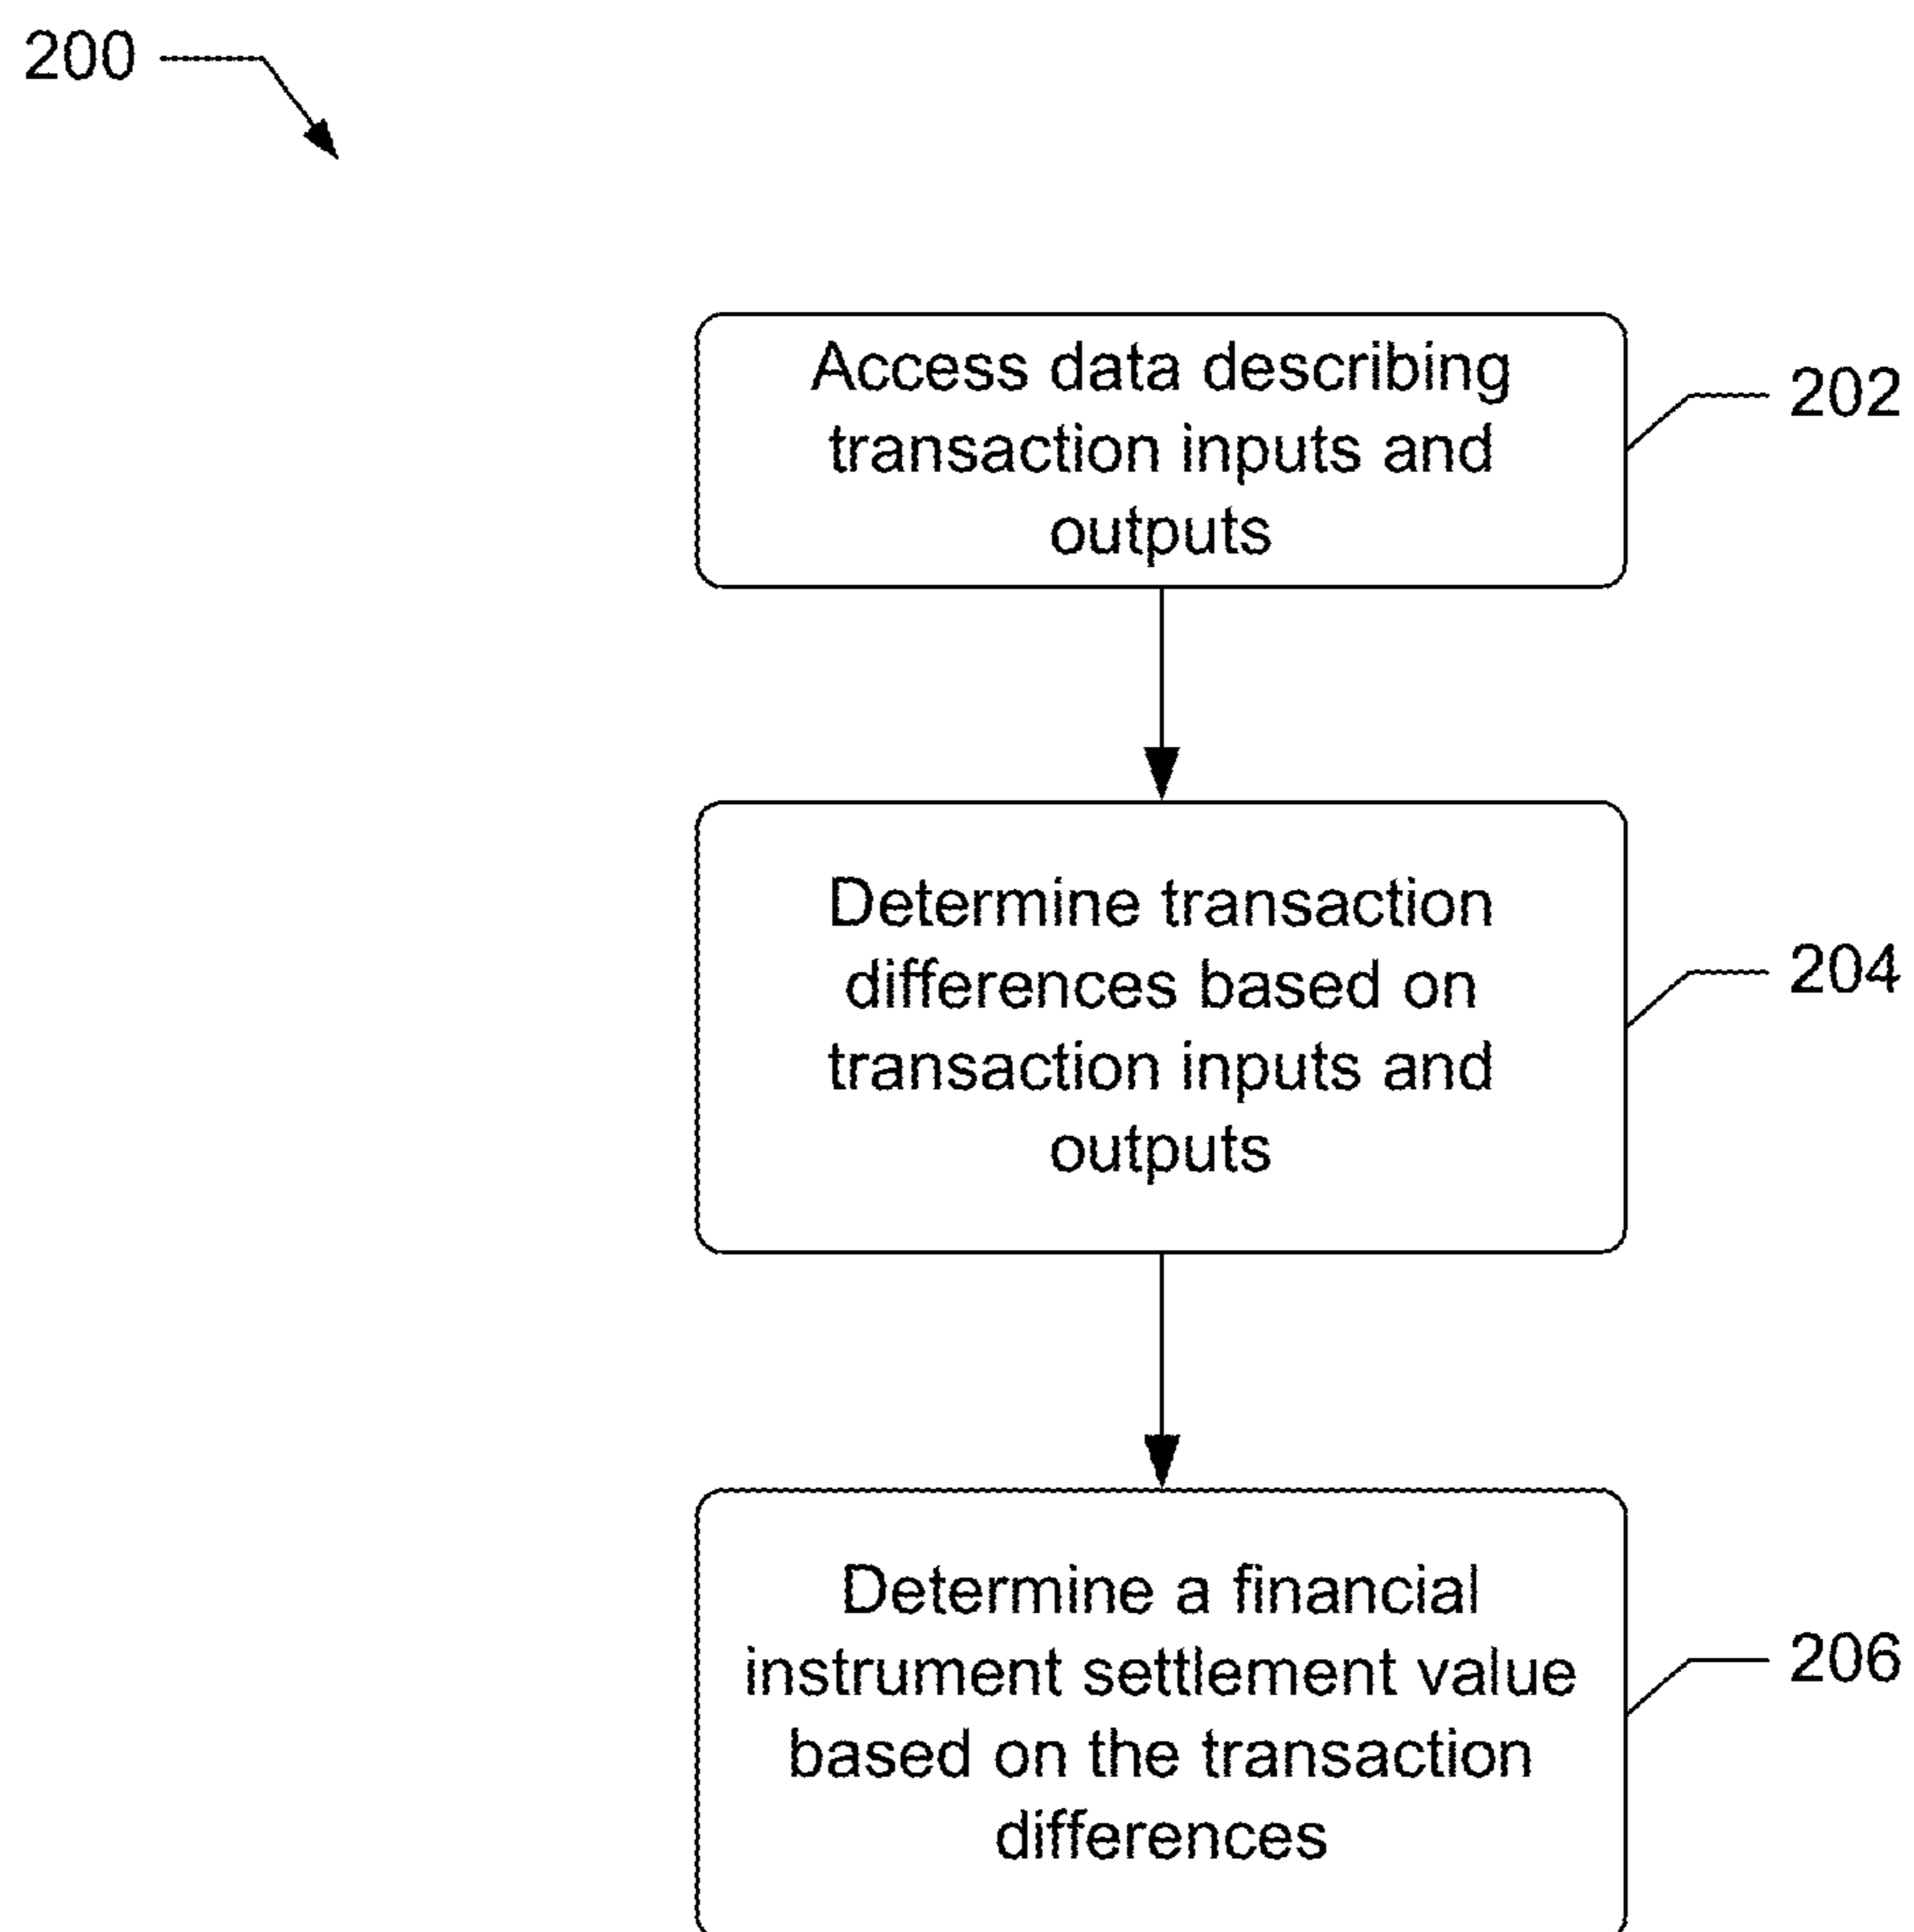 200
Access data describing
transaction inputs and
outputs
202
Determine transaction
differences based on
transaction inputs and
outputs
204
Determine a financial
instrument settlement value
based on the transaction
differences
206